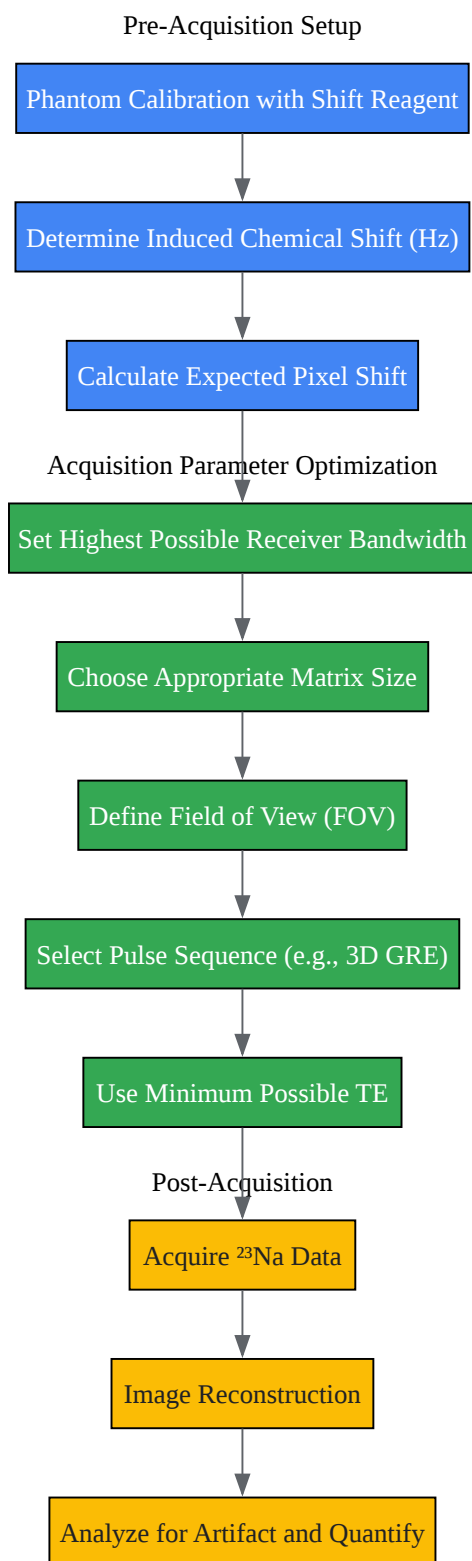 Pre-Acquisition Setup
Phantom Calibration with Shift Reagent
Determine Induced Chemical Shift (Hz)
Calculate Expected Pixel Shift
Acquisition Parameter Optimization
Set Highest Possible Receiver Bandwidth
Choose Appropriate Matrix Size
Define Field of View (FOV)
Select Pulse Sequence (e.g., 3D GRE)
Use Minimum Possible TE
Post-Acquisition
Acquire ²³Na Data
Image Reconstruction
Analyze for Artifact and Quantify